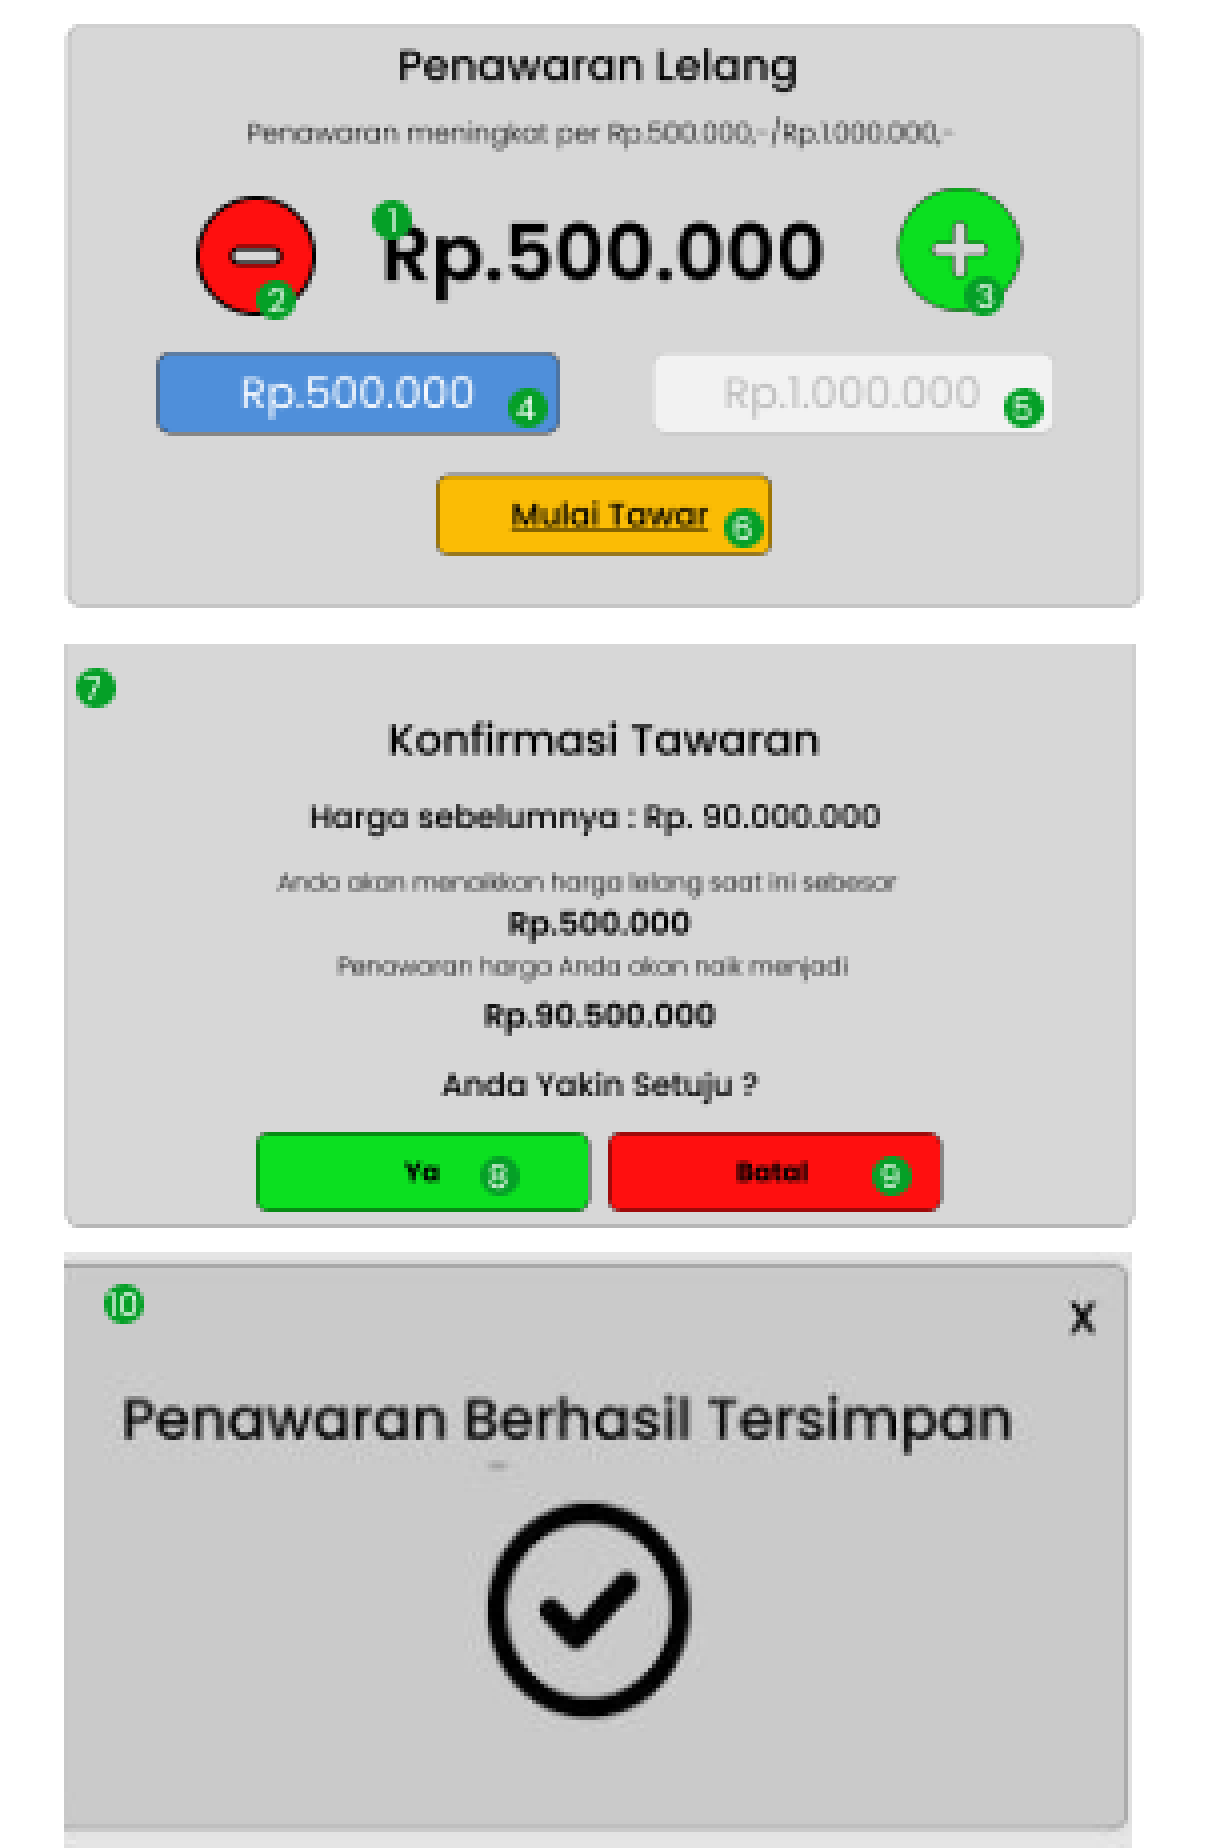 Penawaran Lelang
Penawaran meningkat per Rp.500.000,-/Rp.1.000.000,-
1
Rp.500.000
2
3
Rp.500.000 4
Rp.1.000.000 5
Mulai Tawar 6
7
Konfirmasi Tawaran
Harga sebelumnya : Rp. 90.000.000
Anda akan menaikkan harga lelang saat ini sebesar
Rp.500.000
Penawaran harga Anda akan naik menjadi
Rp.90.500.000
Anda Yakin Setuju ?
Ya 8
Batal 9
10
X
Penawaran Berhasil Tersimpan